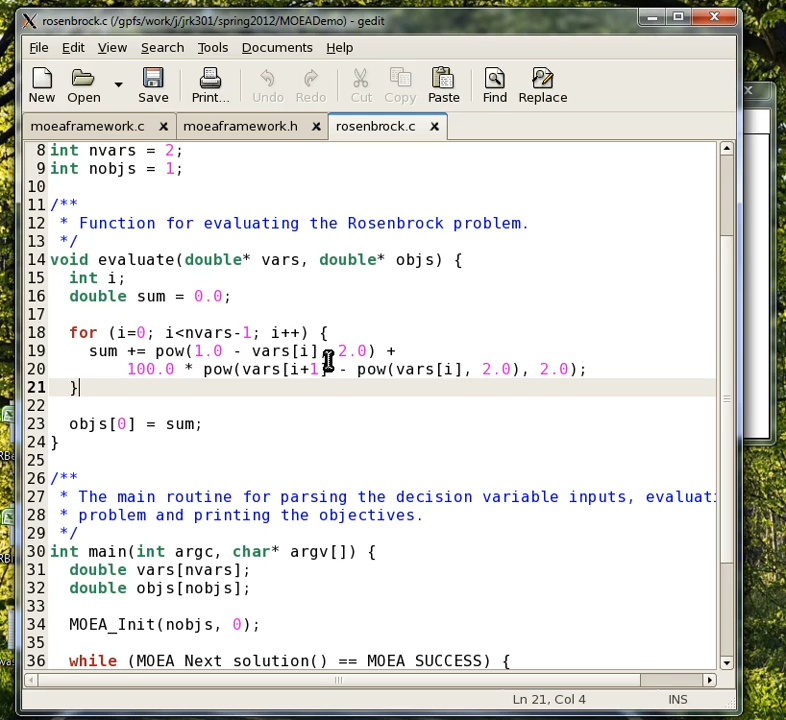 rosenbrock.c (/gpfs/work/j/jrk301/spring2012/MOEADemo) - gedit
File Edit View Search Tools Documents Help
New Open Save Print... Undo Redo Cut Copy Paste Find Replace
moeaframework.c moeaframework.h rosenbrock.c
8 int nvars = 2;
9 int nobjs = 1;
10
11 /**
12  * Function for evaluating the Rosenbrock problem.
13  */
14 void evaluate(double* vars, double* objs) {
15   int i;
16   double sum = 0.0;
17
18   for (i=0; i<nvars-1; i++) {
19     sum += pow(1.0 - vars[i], 2.0) +
20         100.0 * pow(vars[i+1] - pow(vars[i], 2.0), 2.0);
21   }
22
23   objs[0] = sum;
24 }
25
26 /**
27  * The main routine for parsing the decision variable inputs, evaluati
28  * problem and printing the objectives.
29  */
30 int main(int argc, char* argv[]) {
31   double vars[nvars];
32   double objs[nobjs];
33
34   MOEA_Init(nobjs, 0);
35
36   while (MOEA_Next_solution() == MOEA_SUCCESS) {
Ln 21, Col 4 INS